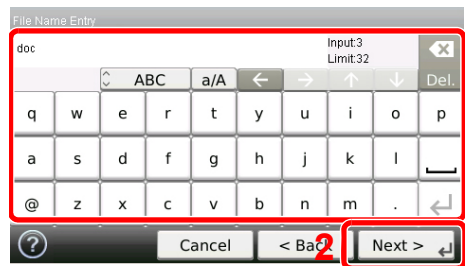 File Name Entry
doc
Input:3
Limit:32
ABC a/A ← → ↑ ↓ Del.
q w e r t y u i o p
a s d f g h j k l
@ z x c v b n m .
? Cancel < Back 2 Next >